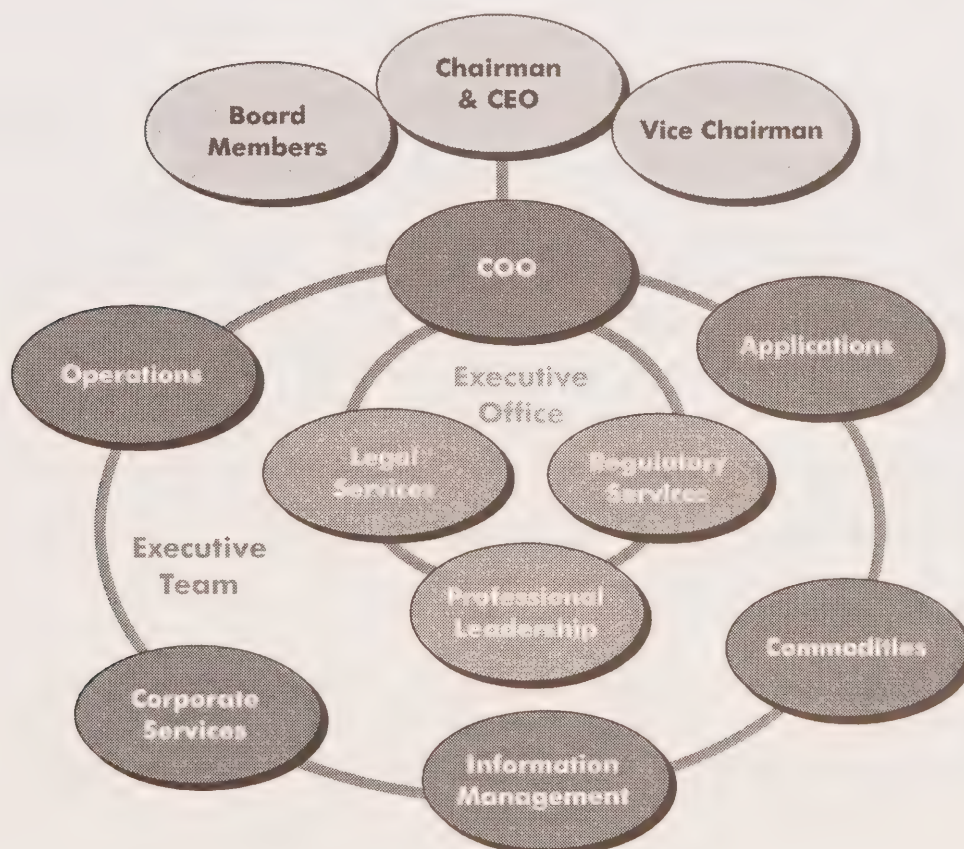 Chairman
& CEO
Board
Members
Vice Chairman
COO
Operations
Applications
Executive
Office
Legal
Services
Regulatory
Services
Executive
Team
Professional
Leadership
Commodities
Corporate
Services
Information
Management